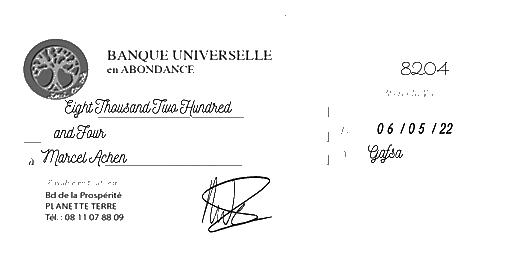 BANQUE UNIVERSELLE
en ABONDANCE
8204
Eight Thousand Two Hundred
and Four
06/05/22
à Marcel Achen
Gafsa
Bd de la Prospérité
PLANETTE TERRE
Tél. : 08 11 07 88 09